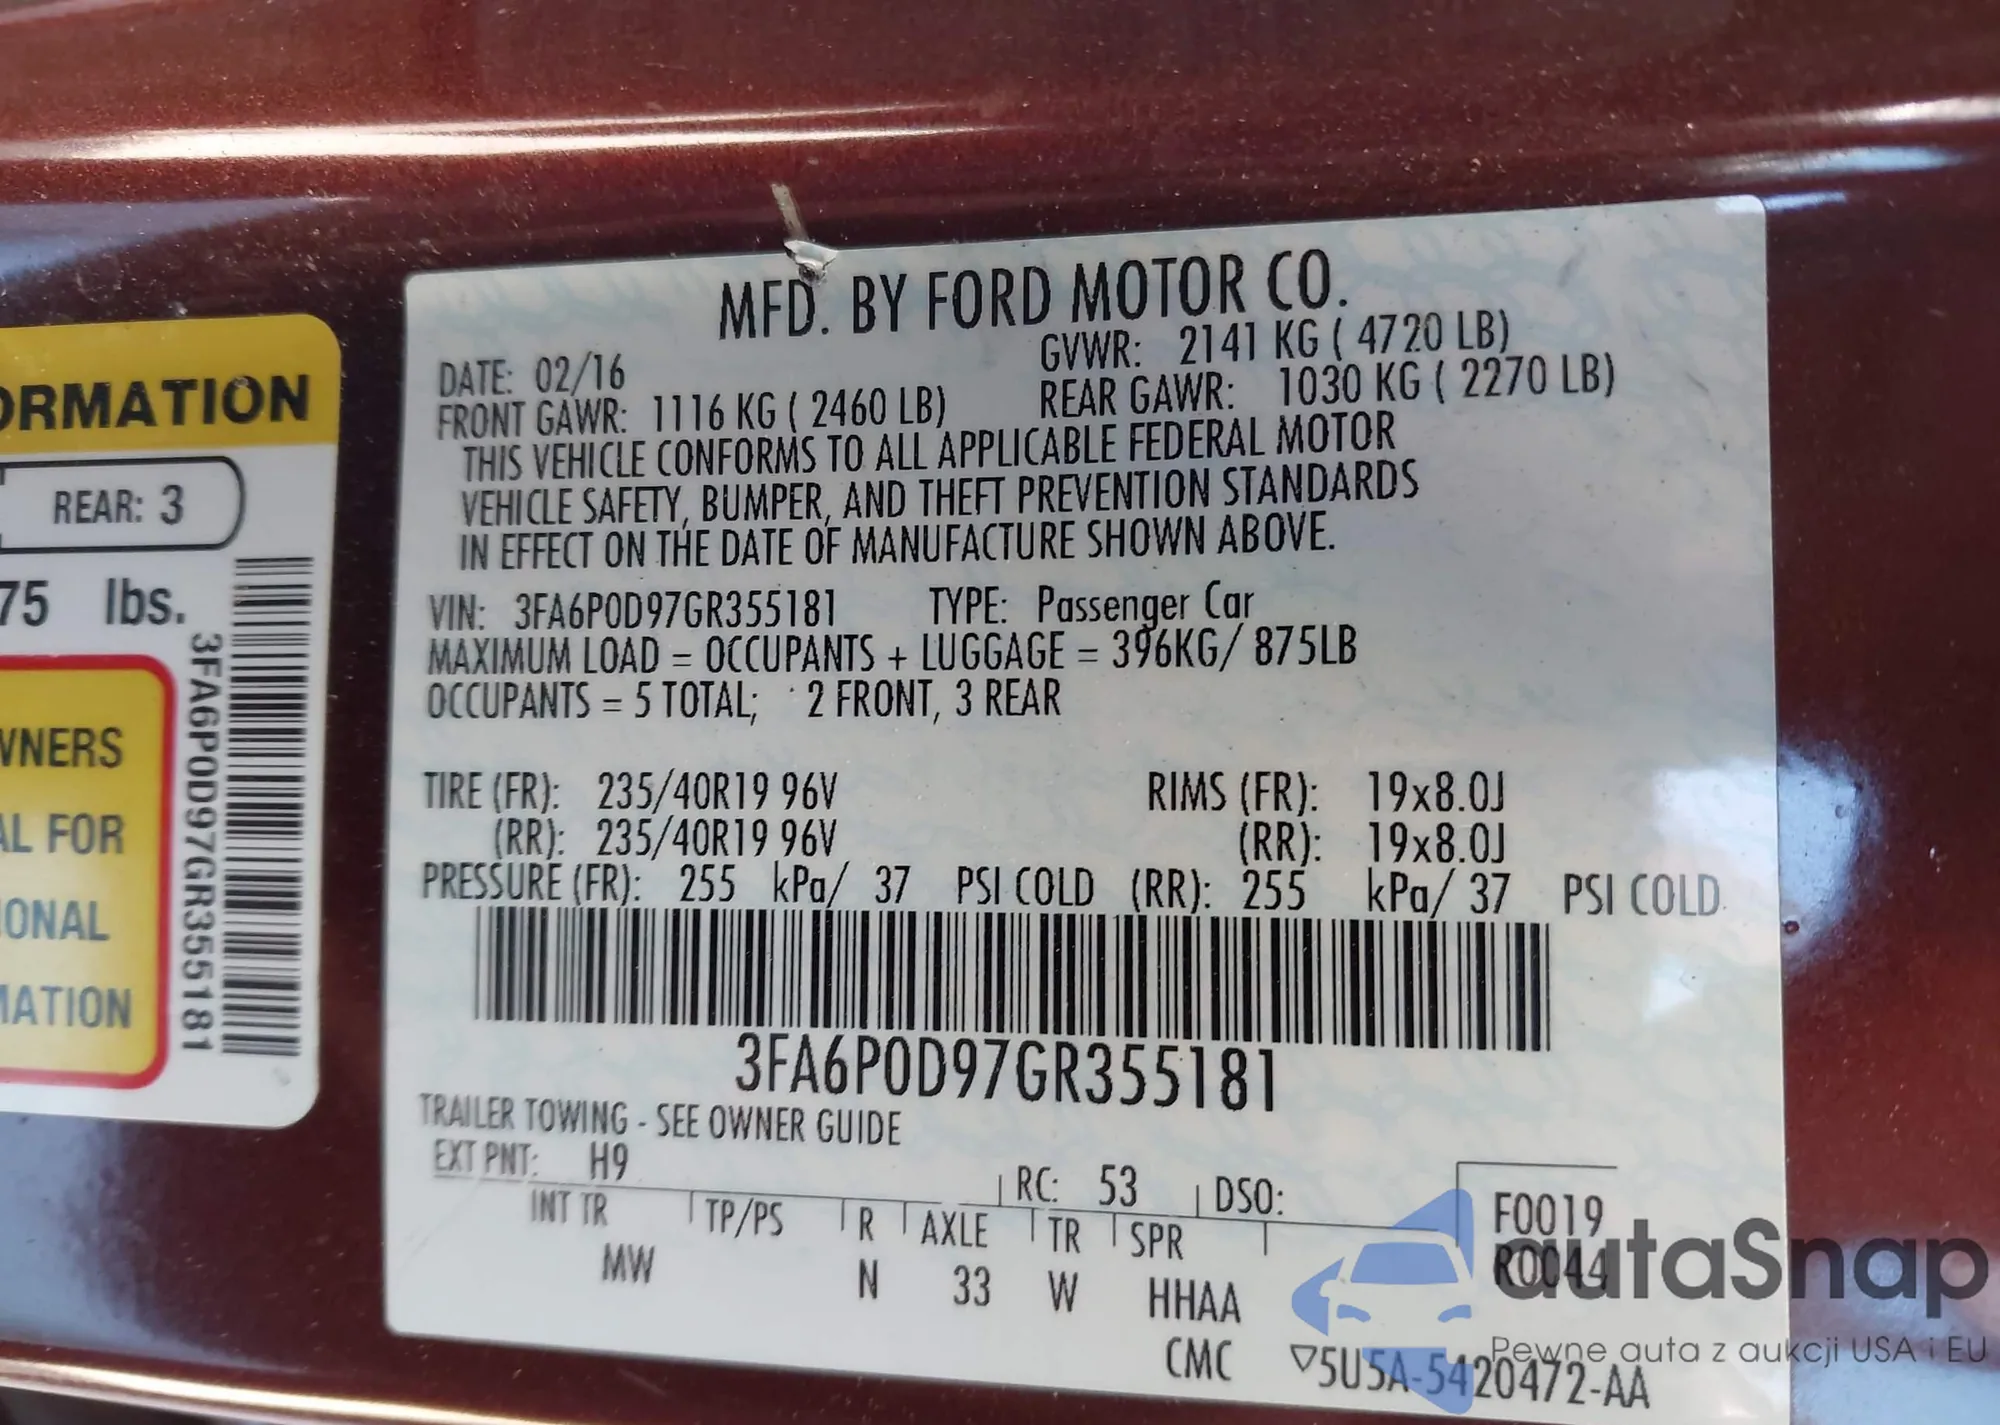 ORMATION
REAR: 3
75 lbs.
WNERS
AL FOR
IONAL
MATION
3FA6P0D97GR355181
MFD. BY FORD MOTOR CO.
DATE: 02/16
GVWR: 2141 KG ( 4720 LB)
FRONT GAWR: 1116 KG ( 2460 LB)
REAR GAWR: 1030 KG ( 2270 LB)
THIS VEHICLE CONFORMS TO ALL APPLICABLE FEDERAL MOTOR
VEHICLE SAFETY, BUMPER, AND THEFT PREVENTION STANDARDS
IN EFFECT ON THE DATE OF MANUFACTURE SHOWN ABOVE.
VIN: 3FA6P0D97GR355181 TYPE: Passenger Car
MAXIMUM LOAD = OCCUPANTS + LUGGAGE = 396KG/ 875LB
OCCUPANTS = 5 TOTAL; 2 FRONT, 3 REAR
TIRE (FR): 235/40R19 96V RIMS (FR): 19x8.0J
(RR): 235/40R19 96V (RR): 19x8.0J
PRESSURE (FR): 255 kPa/ 37 PSI COLD (RR): 255 kPa/ 37 PSI COLD
3FA6P0D97GR355181
TRAILER TOWING - SEE OWNER GUIDE
EXT PNT: H9 RC: 53 DSO:
F0019
R0044
INT TR TP/PS R AXLE TR SPR
MW N 33 W HHAA
CMC ▽5U5A-5420472-AA
autaSnap
Pewne auta z aukcji USA i EU